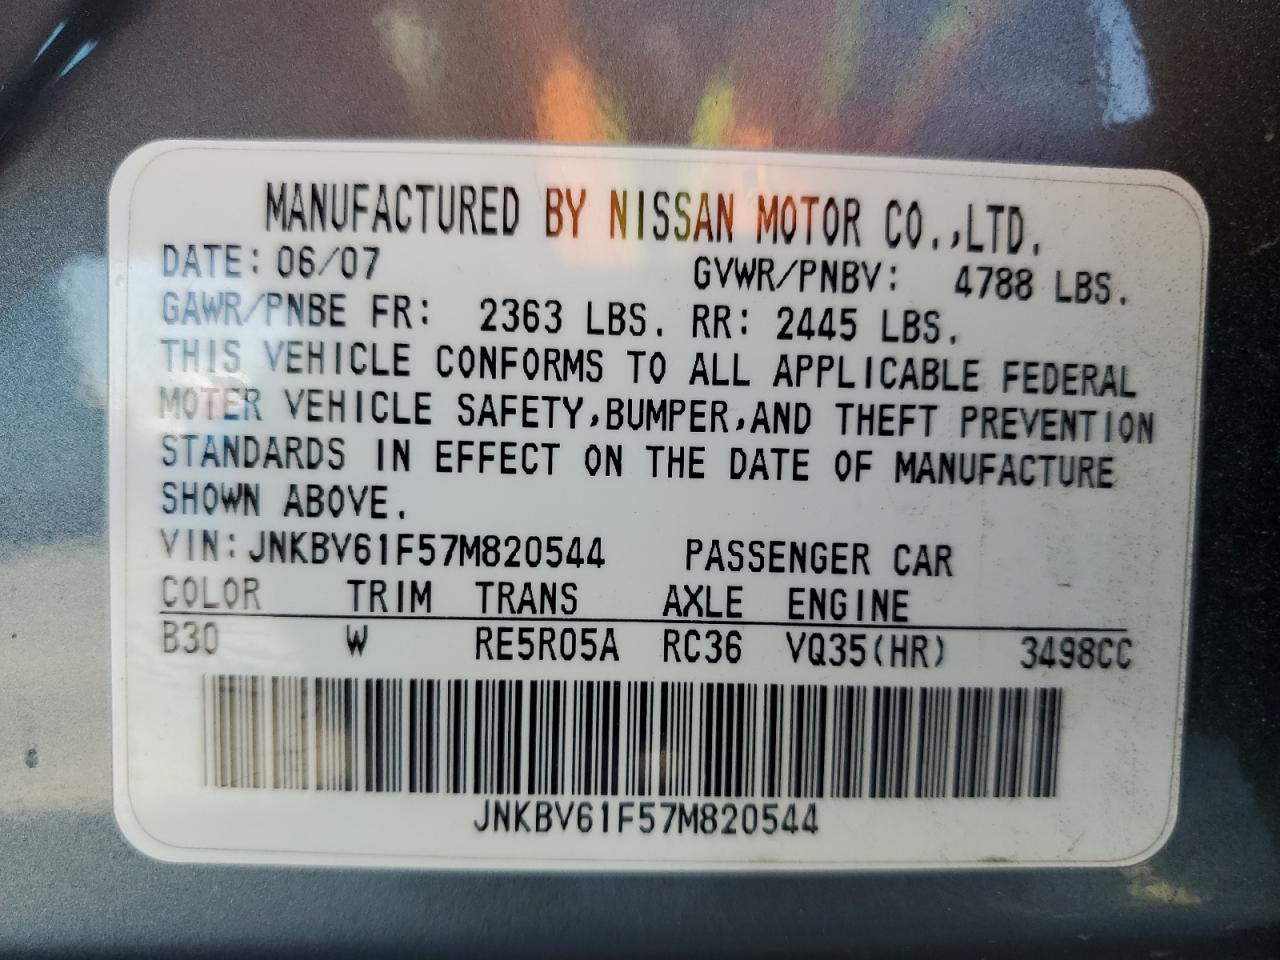 MANUFACTURED BY NISSAN MOTOR CO.,LTD.
DATE: 06/07 GVWR/PNBV: 4788 LBS.
GAWR/PNBE FR: 2363 LBS. RR: 2445 LBS.
THIS VEHICLE CONFORMS TO ALL APPLICABLE FEDERAL
MOTER VEHICLE SAFETY,BUMPER,AND THEFT PREVENTION
STANDARDS IN EFFECT ON THE DATE OF MANUFACTURE
SHOWN ABOVE.
VIN: JNKBV61F57M820544 PASSENGER CAR
COLOR TRIM TRANS AXLE ENGINE
B30 W RE5R05A RC36 VQ35(HR) 3498CC
JNKBV61F57M820544